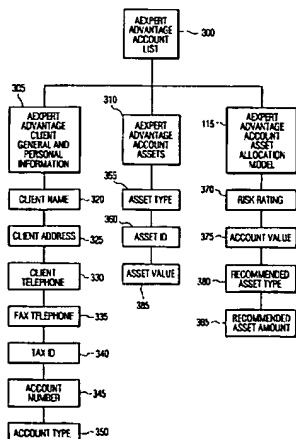 AEXPERT
ADVANTAGE
ACCOUNT
LIST
300
305
AEXPERT
ADVANTAGE
CLIENT
GENERAL AND
PERSONAL
INFORMATION
CLIENT NAME
320
CLIENT ADDRESS
325
CLIENT
TELEPHONE
330
FAX TELEPHONE
335
TAX ID
340
ACCOUNT
NUMBER
345
ACCOUNT TYPE
350
310
AEXPERT
ADVANTAGE
ACCOUNT
ASSETS
355
ASSET TYPE
360
ASSET ID
ASSET VALUE
365
115
AEXPERT
ADVANTAGE
ACCOUNT
ASSET
ALLOCATION
MODEL
370
RISK RATING
375
ACCOUNT VALUE
380
RECOMMENDED
ASSET TYPE
385
RECOMMENDED
ASSET AMOUNT